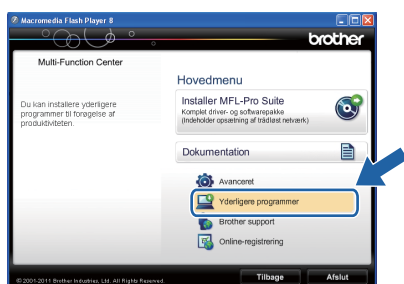 Macromedia Flash Player 8
brother
Multi-Function Center
Du kan installere yderligere
programmer til forøgelse af
produktiviteten.
Hovedmenu
Installer MFL-Pro Suite
Komplet driver- og softwarepakke
(Indeholder opsætning af trådløst netværk)
Dokumentation
Avanceret
Yderligere programmer
Brother support
Online-registrering
© 2001-2011 Brother Industries, Ltd. All Rights Reserved
Tilbage
Afslut